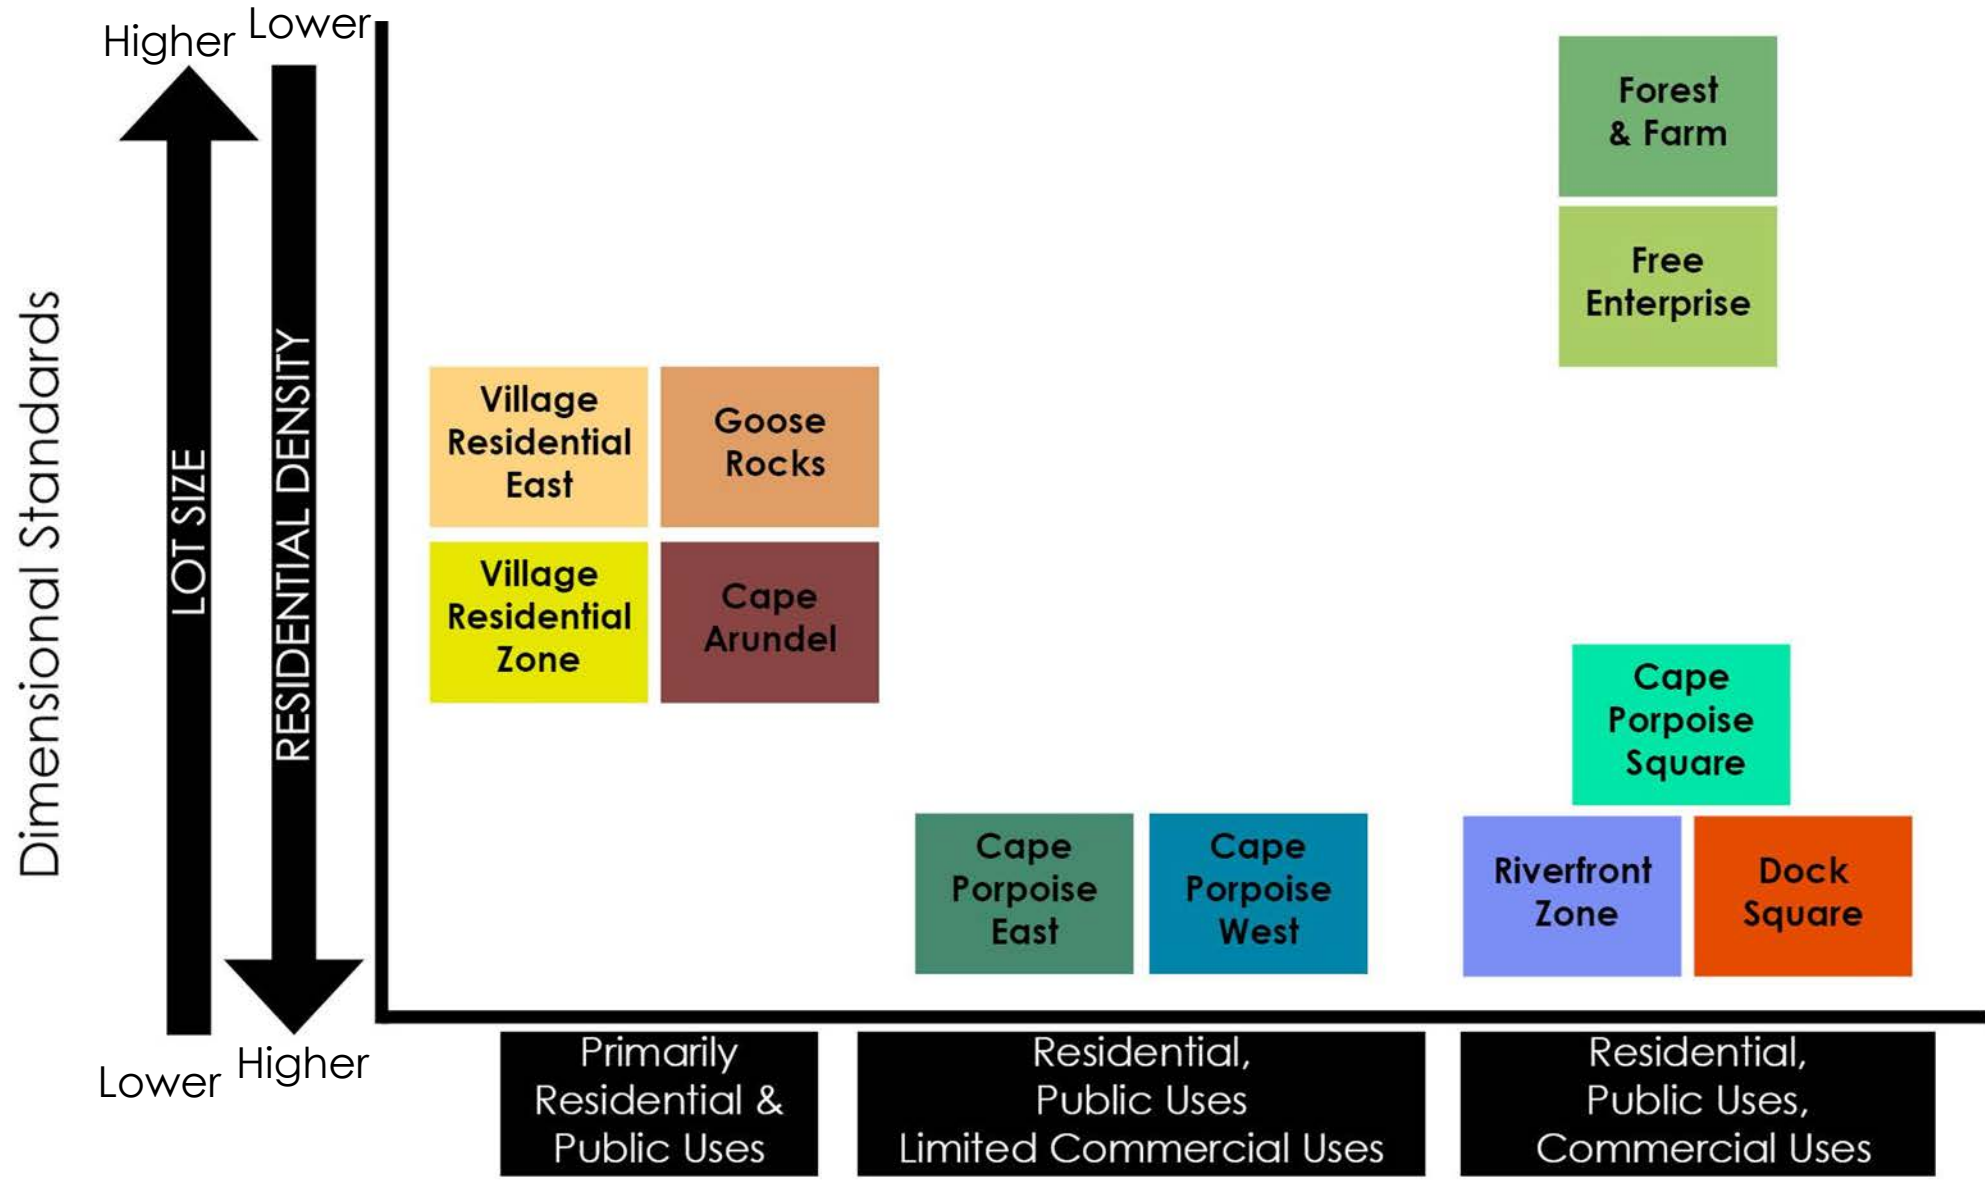 Higher
Lower
Dimensional Standards
LOT SIZE
RESIDENTIAL DENSITY
Lower
Higher
Forest
& Farm
Free
Enterprise
Village
Residential
East
Goose
Rocks
Village
Residential
Zone
Cape
Arundel
Cape
Porpoise
Square
Cape
Porpoise
East
Cape
Porpoise
West
Riverfront
Zone
Dock
Square
Primarily
Residential &
Public Uses
Residential,
Public Uses
Limited Commercial Uses
Residential,
Public Uses,
Commercial Uses